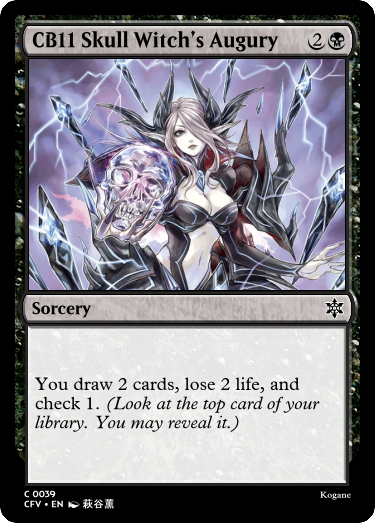 CB11 Skull Witch's Augury 2
Sorcery
You draw 2 cards, lose 2 life, and
check 1. (Look at the top card of your
library. You may reveal it.)
C 0039
CFV • EN 萩谷薫
Kogane